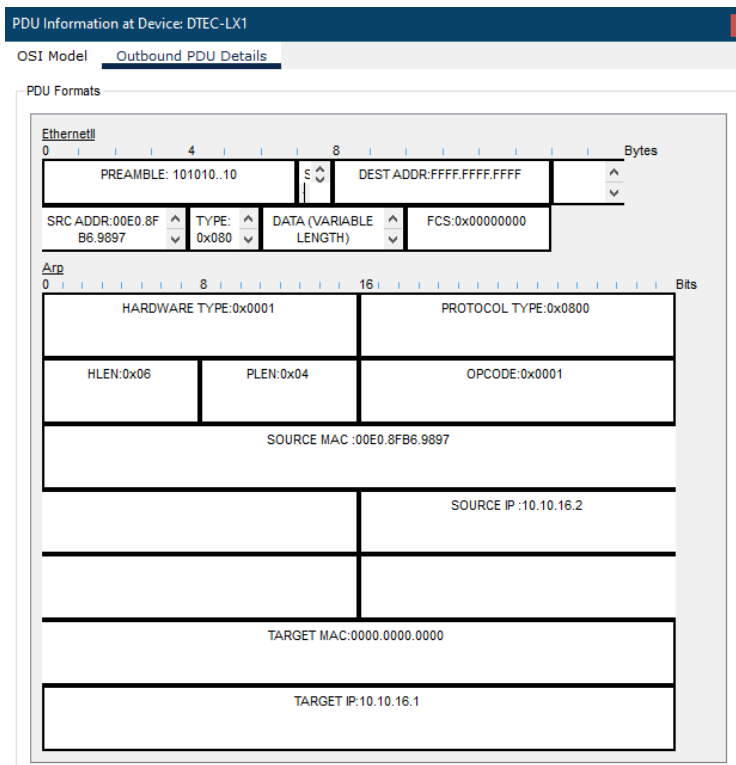 PDU Information at Device: DTEC-LX1
OSI Model Outbound PDU Details
PDU Formats
EthernetII
0 4 8 Bytes
PREAMBLE: 101010..10 DEST ADDR:FFFF.FFFF.FFFF
SRC ADDR:00E0.8F TYPE: DATA (VARIABLE FCS:0x00000000
B6.9897 0x080 LENGTH)
Arp
0 8 16 Bits
HARDWARE TYPE:0x0001 PROTOCOL TYPE:0x0800
HLEN:0x06 PLEN:0x04 OPCODE:0x0001
SOURCE MAC :00E0.8FB6.9897
SOURCE IP :10.10.16.2
TARGET MAC:0000.0000.0000
TARGET IP:10.10.16.1